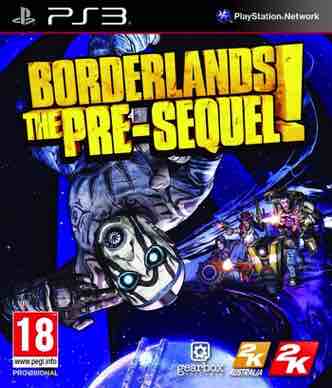 PS3
PlayStation Network
BORDERLANDS
THE PRE-SEQUEL!
18
www.pegi.info
PROVISIONAL
gearbox
2K
AUSTRALIA
2K